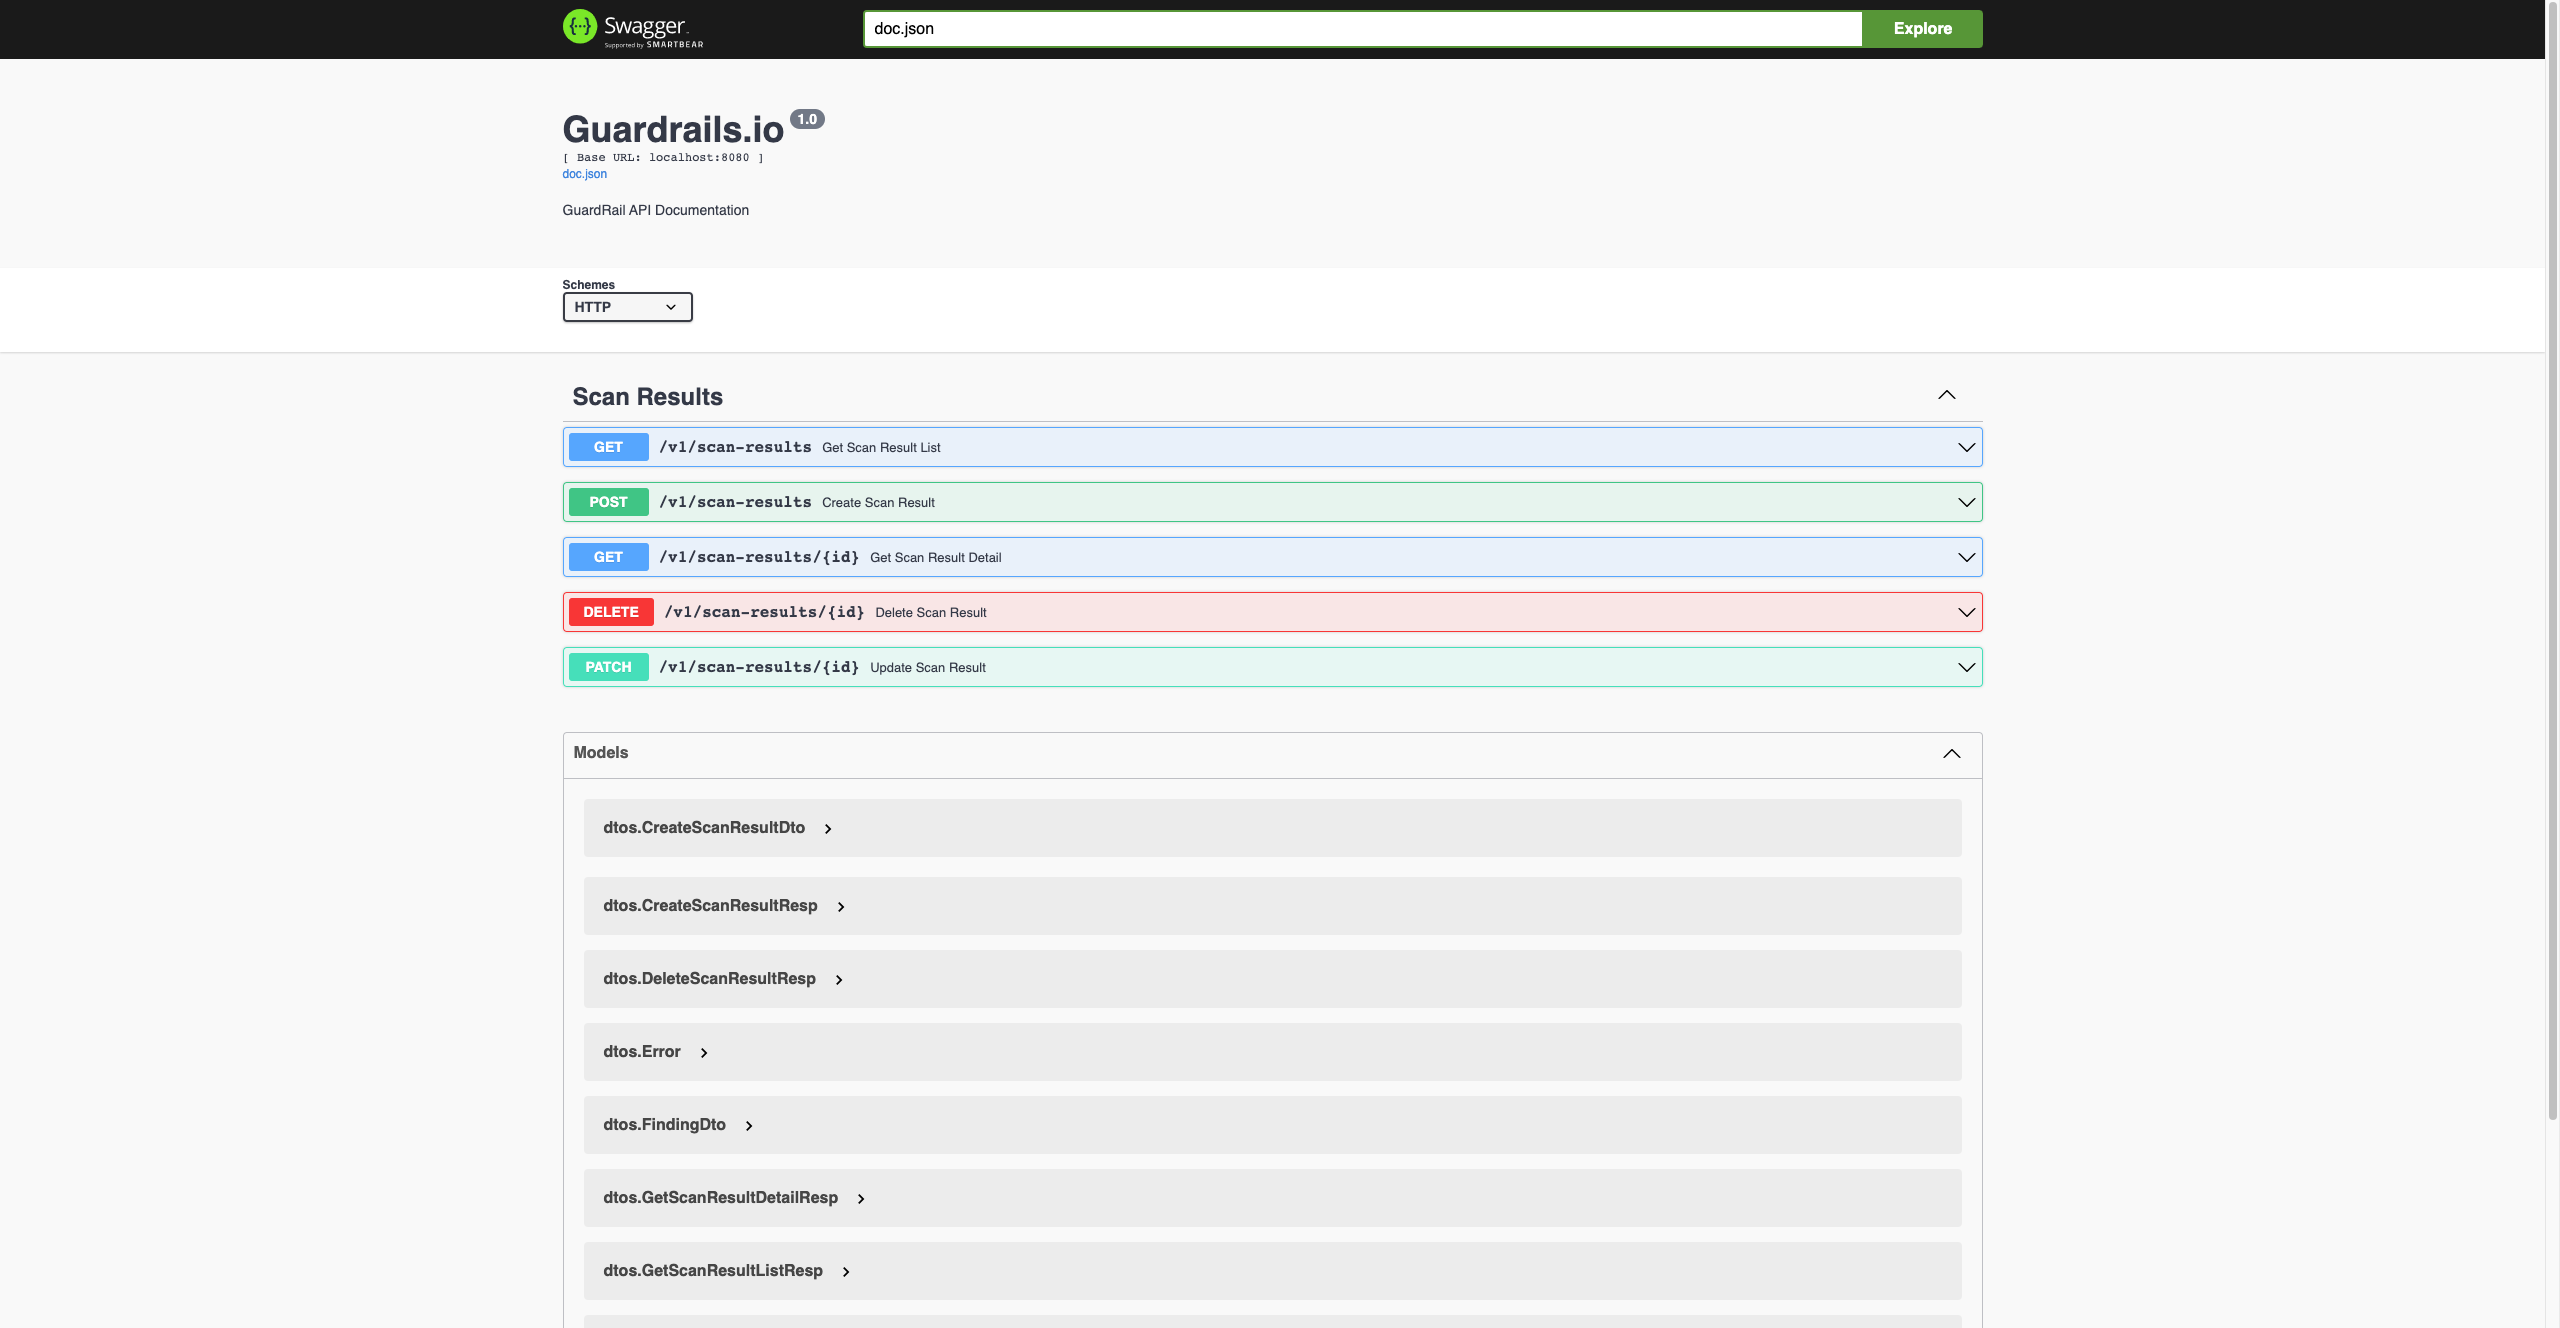 Swagger
Supported by SMARTBEAR
doc.json
Explore
Guardrails.io 1.0
[ Base URL: localhost:8080 ]
doc.json
GuardRail API Documentation
Schemes
HTTP
Scan Results
GET /v1/scan-results Get Scan Result List
POST /v1/scan-results Create Scan Result
GET /v1/scan-results/{id} Get Scan Result Detail
DELETE /v1/scan-results/{id} Delete Scan Result
PATCH /v1/scan-results/{id} Update Scan Result
Models
dtos.CreateScanResultDto
dtos.CreateScanResultResp
dtos.DeleteScanResultResp
dtos.Error
dtos.FindingDto
dtos.GetScanResultDetailResp
dtos.GetScanResultListResp